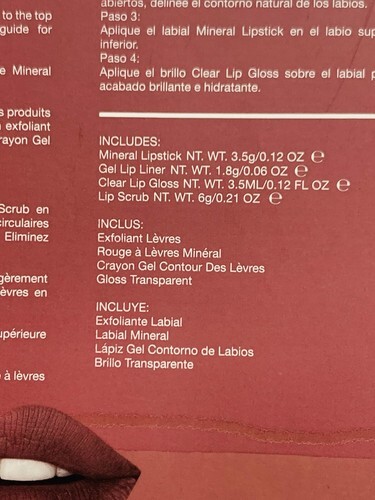 to the top
guide for
e Mineral
s produits
exfoliant
rayon Gel
Scrub en
circulaires
Eliminez
gèrement
èvres en
upérieure
à lèvres
abiertos, delinee el contorno natural de los labios.
Paso 3:
Aplique el labial Mineral Lipstick en el labio sup
inferior.
Paso 4:
Aplique el brillo Clear Lip Gloss sobre el labial p
acabado brillante e hidratante.
INCLUDES:
Mineral Lipstick NT. WT. 3.5g/0.12 OZ ℮
Gel Lip Liner NT. WT. 1.8g/0.06 OZ ℮
Clear Lip Gloss NT. WT. 3.5ML/0.12 FL OZ ℮
Lip Scrub NT. WT. 6g/0.21 OZ ℮
INCLUS:
Exfoliant Lèvres
Rouge à Lèvres Minéral
Crayon Gel Contour Des Lèvres
Gloss Transparent
INCLUYE:
Exfoliante Labial
Labial Mineral
Lápiz Gel Contorno de Labios
Brillo Transparente